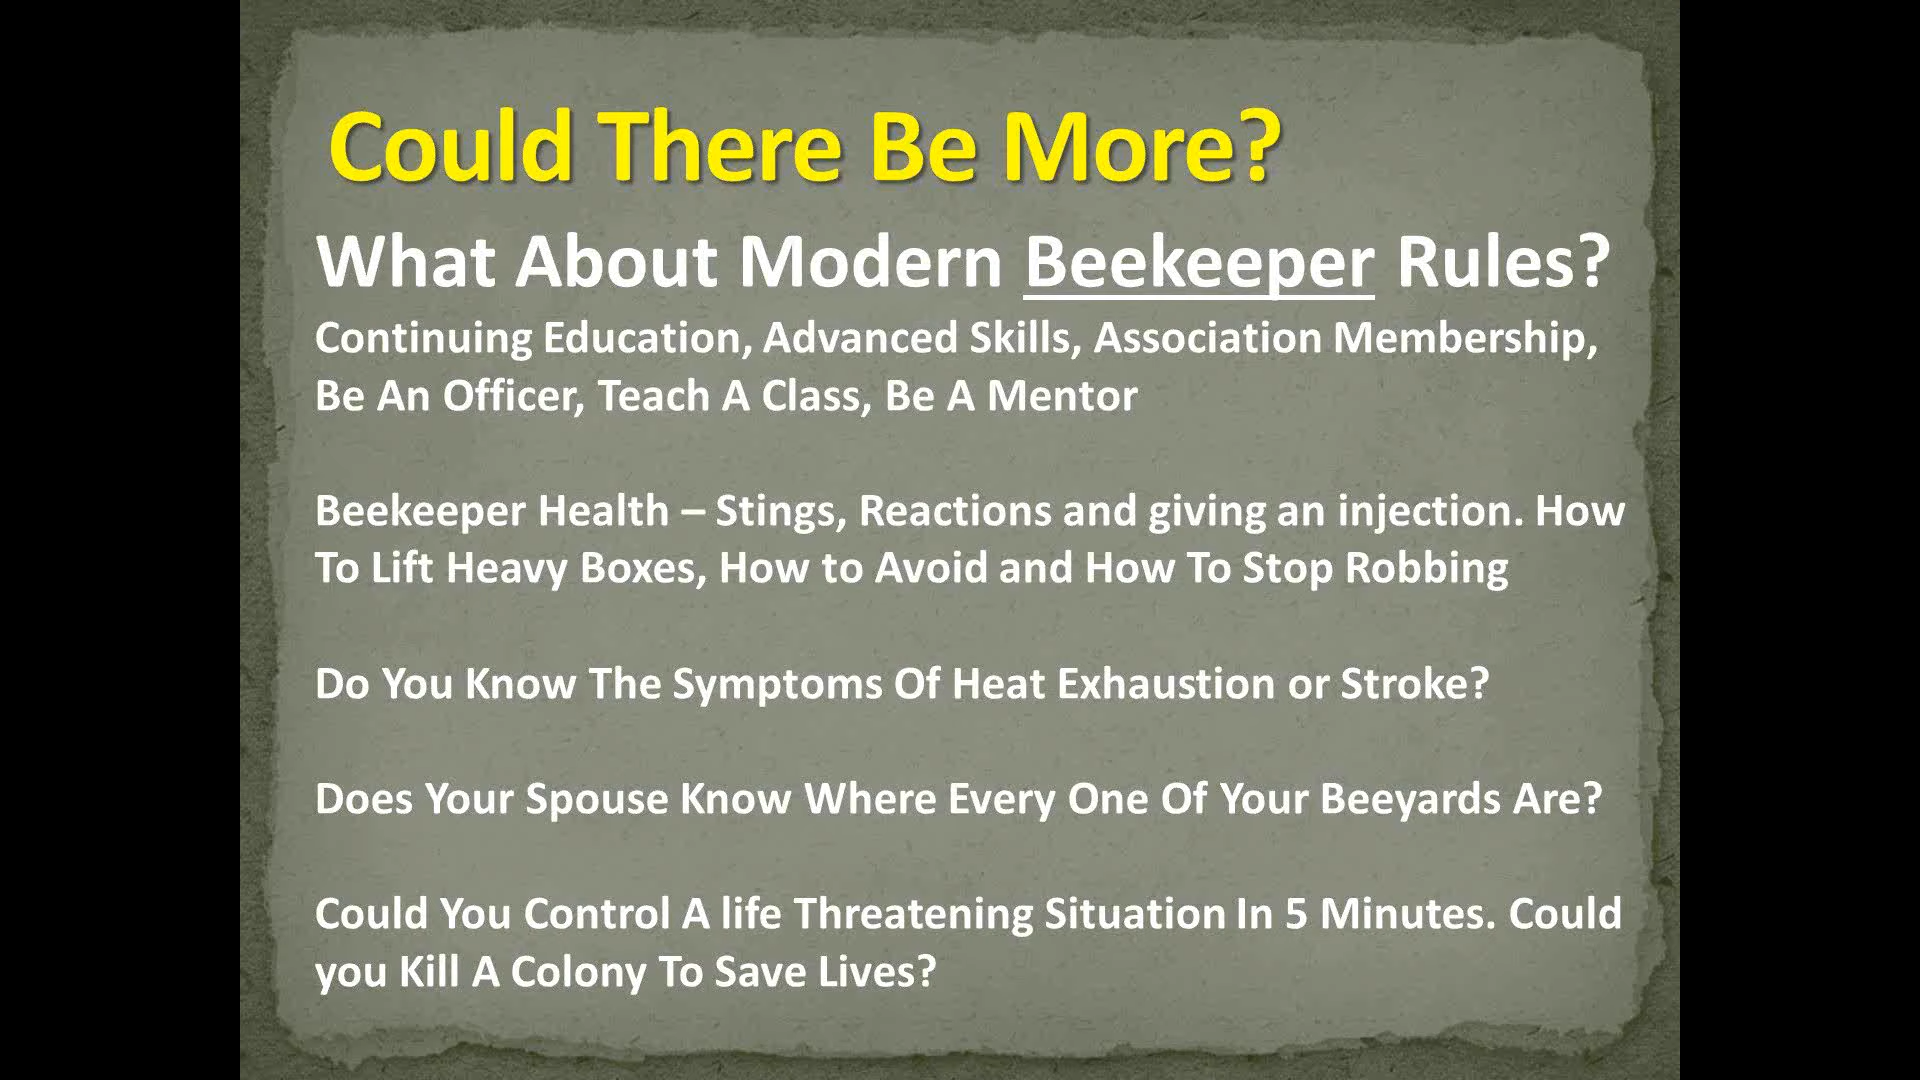 Could There Be More?
What About Modern Beekeeper Rules?
Continuing Education, Advanced Skills, Association Membership,
Be An Officer, Teach A Class, Be A Mentor
Beekeeper Health – Stings, Reactions and giving an injection. How
To Lift Heavy Boxes, How to Avoid and How To Stop Robbing
Do You Know The Symptoms Of Heat Exhaustion or Stroke?
Does Your Spouse Know Where Every One Of Your Beeyards Are?
Could You Control A life Threatening Situation In 5 Minutes. Could
you Kill A Colony To Save Lives?